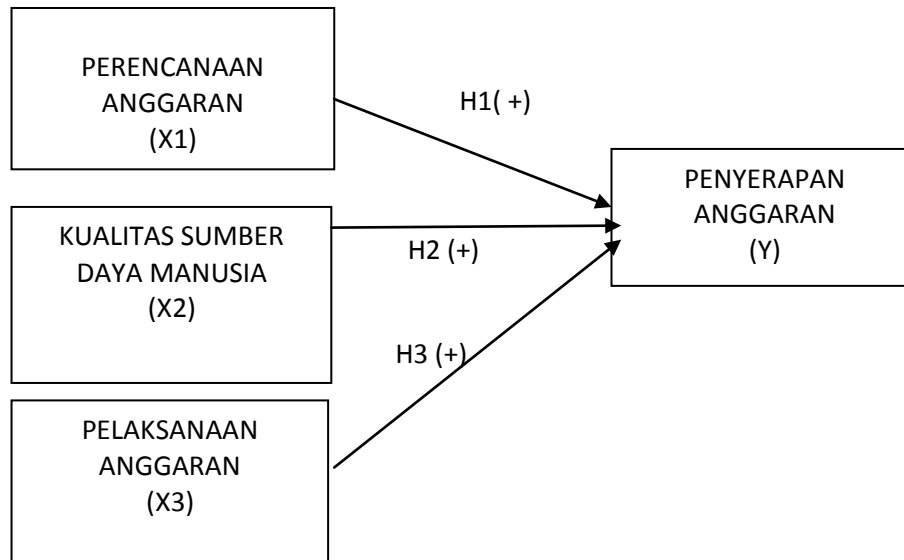 PERENCANAAN
ANGGARAN
(X1)
H1( +)
PENYERAPAN
ANGGARAN
(Y)
KUALITAS SUMBER
DAYA MANUSIA
(X2)
H2 (+)
H3 (+)
PELAKSANAAN
ANGGARAN
(X3)